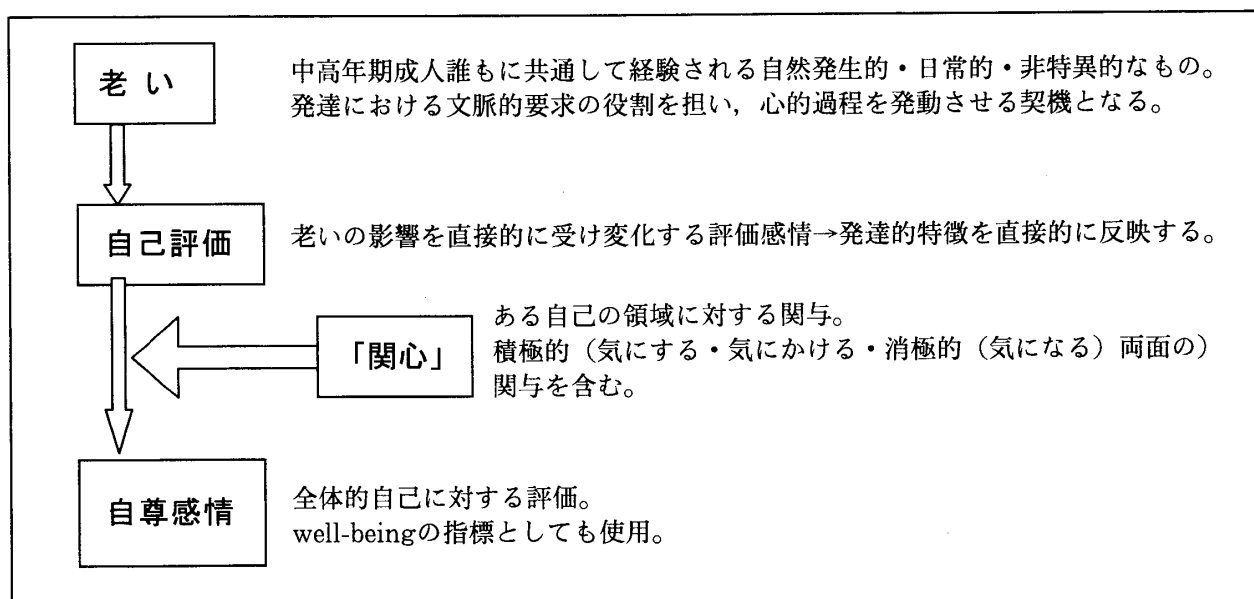 老い
中高年期成人誰もに共通して経験される自然発生的・日常的・非特異的なもの。
発達における文脈的要求の役割を担い，心的過程を発動させる契機となる。
自己評価
老いの影響を直接的に受け変化する評価感情→発達的特徴を直接的に反映する。
「関心」
ある自己の領域に対する関与。
積極的（気にする・気にかける・消極的（気になる）両面の）
関与を含む。
自尊感情
全体的自己に対する評価。
well-beingの指標としても使用。